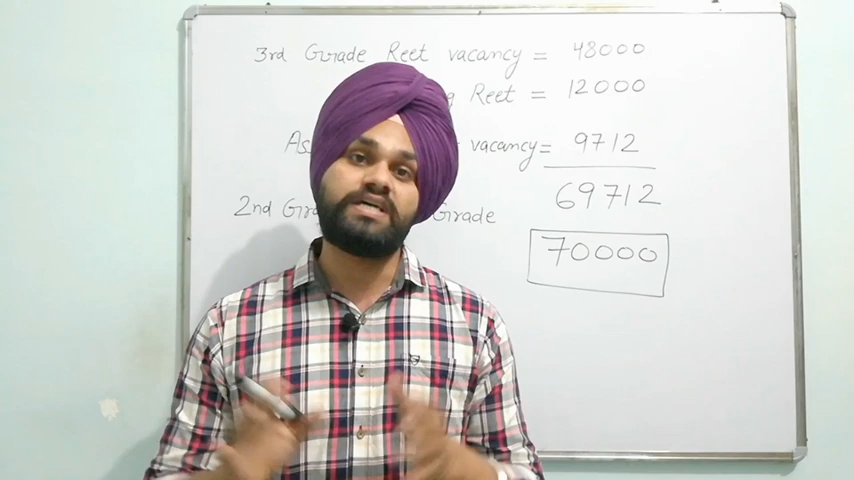 3rd Grade Reet vacancy = 48000
Reet = 12000
vacancy = 9712
69712
2nd Grade
70000